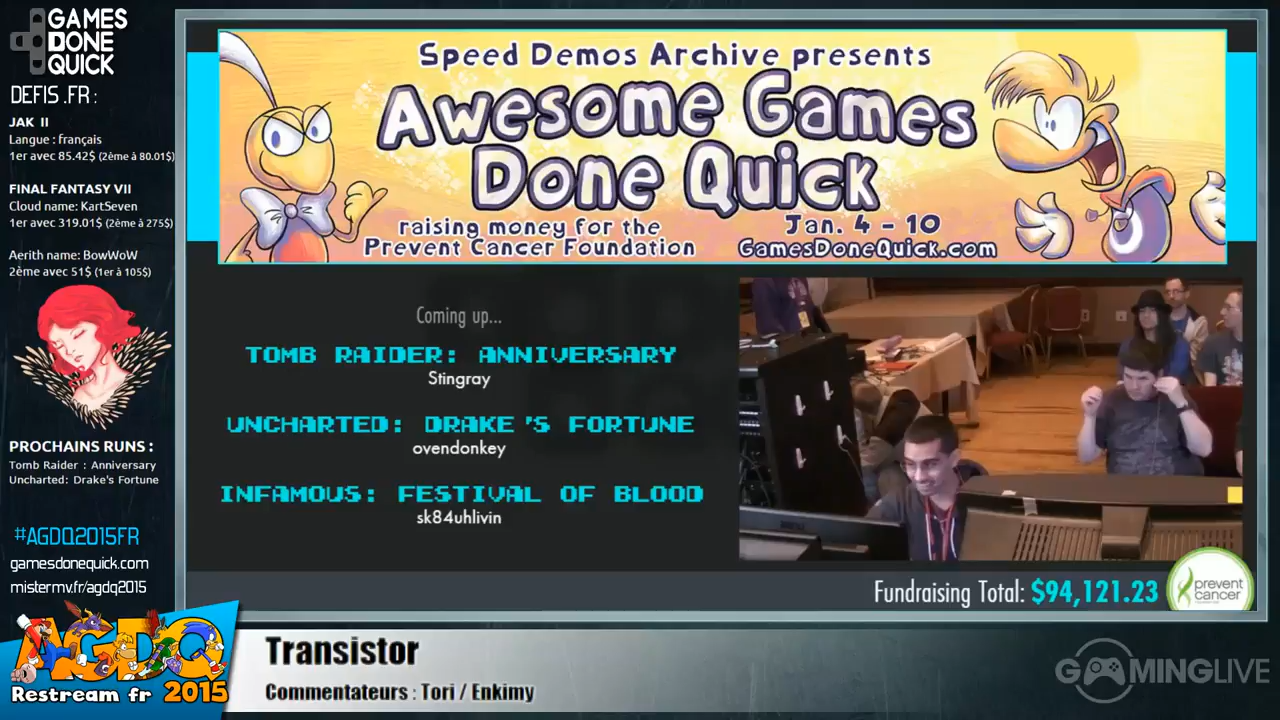 GAMES
DONE
QUICK
DEFIS .FR :
JAK II
Langue : français
1er avec 85.42$ (2ème à 80.01$)
FINAL FANTASY VII
Cloud name: KartSeven
1er avec 319.01$ (2ème à 275$)
Aerith name: BowWoW
2ème avec 51$ (1er à 105$)
PROCHAINS RUNS :
Tomb Raider : Anniversary
Uncharted: Drake's Fortune
#AGDQ2015FR
gamesdonequick.com
mistermv.fr/agdq2015
AGDQ
Restream fr 2015
Speed Demos Archive presents
Awesome Games
Done Quick
raising money for the
Prevent Cancer Foundation
Jan. 4 - 10
GamesDoneQuick.com
Coming up...
TOMB RAIDER: ANNIVERSARY
Stingray
UNCHARTED: DRAKE'S FORTUNE
ovendonkey
INFAMOUS: FESTIVAL OF BLOOD
sk84uhlivin
Fundraising Total: $94,121.23
prevent
cancer
Transistor
Commentateurs : Tori / Enkimy
GAMINGLIVE